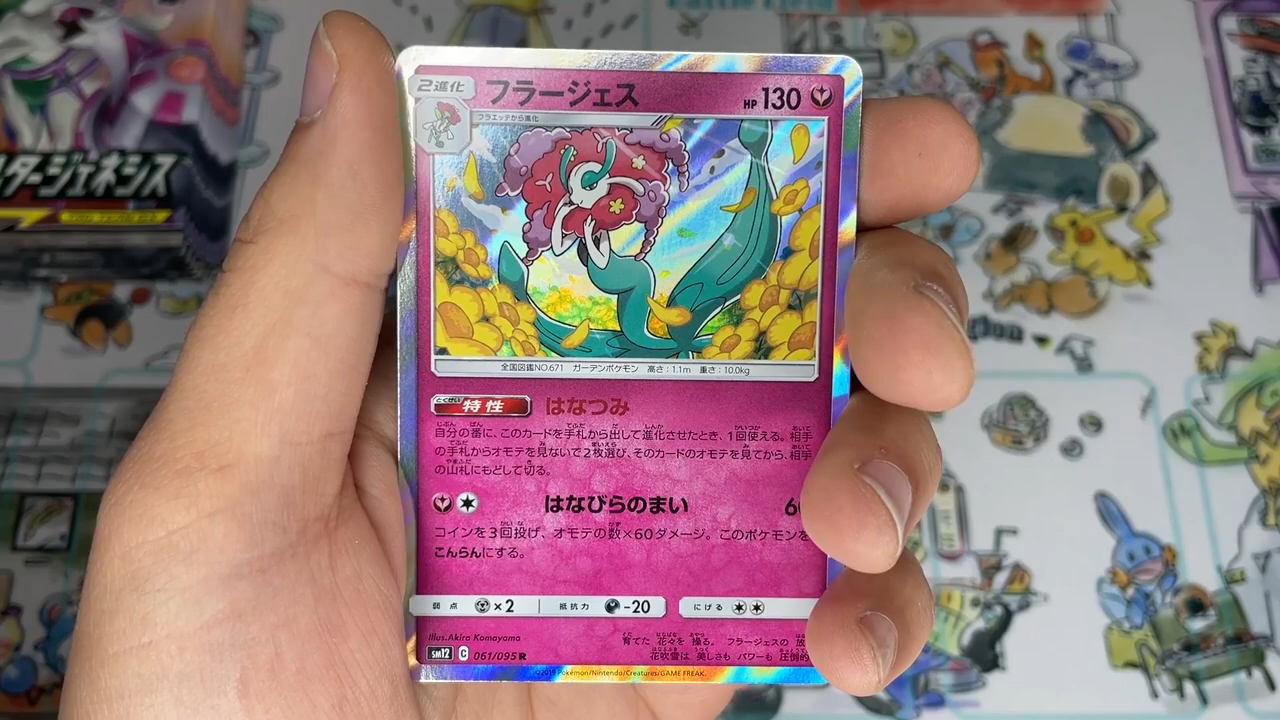 2進化
フラージェス
HP 130
フラエッテから進化
全国図鑑NO.671 ガーデンポケモン 高さ：1.1m 重さ：10.0kg
とくせい
特性 はなつみ
自分の番に、このカードを手札から出して進化させたとき、1回使える。相手
の手札からオモテを見ないで2枚選び、そのカードのオモテを見てから、相手
の山札にもどして切る。
はなびらのまい 6
コインを3回投げ、オモテの数×60ダメージ。このポケモンを
こんらんにする。
弱点 ×2 抵抗力 -20 にげる
Illus.Akira Komayama
育てた 花々を 操る。 フラージェスの 放
花吹雪は 美しさも パワーも 圧倒的
SM12 C 061/095 R
©2019 Pokémon/Nintendo/Creatures/GAME FREAK.
タージェネシス